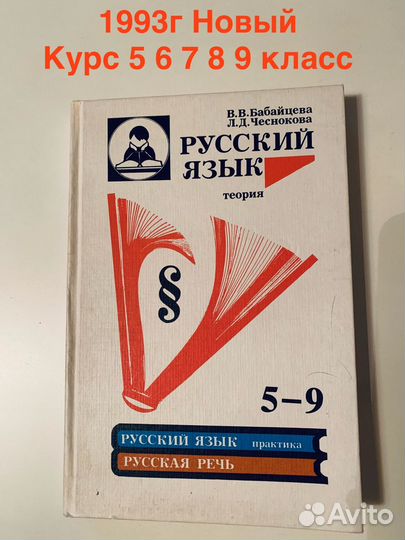 1993г Новый
Курс 5 6 7 8 9 класс
В.В.Бабайцева
Л.Д.Чеснокова
РУССКИЙ
ЯЗЫК
теория
§
5–9
РУССКИЙ ЯЗЫК практика
РУССКАЯ РЕЧЬ
Avito